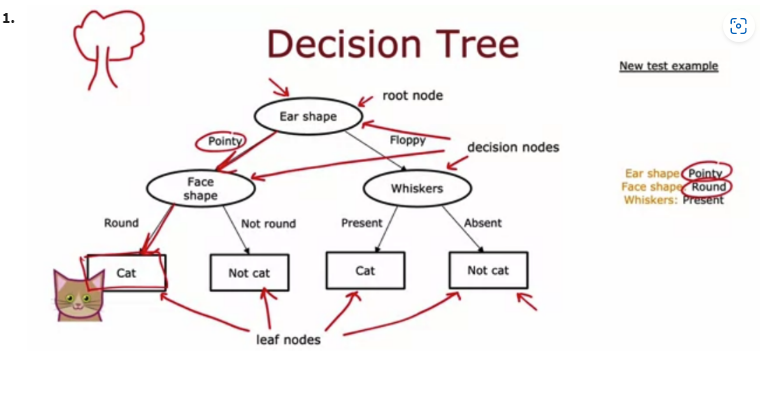 1.
Decision Tree
New test example
root node
Ear shape
Pointy
Floppy
decision nodes
Face
shape
Whiskers
Ear shape: Pointy
Face shape: Round
Whiskers: Present
Round
Not round
Present
Absent
Cat
Not cat
Cat
Not cat
leaf nodes